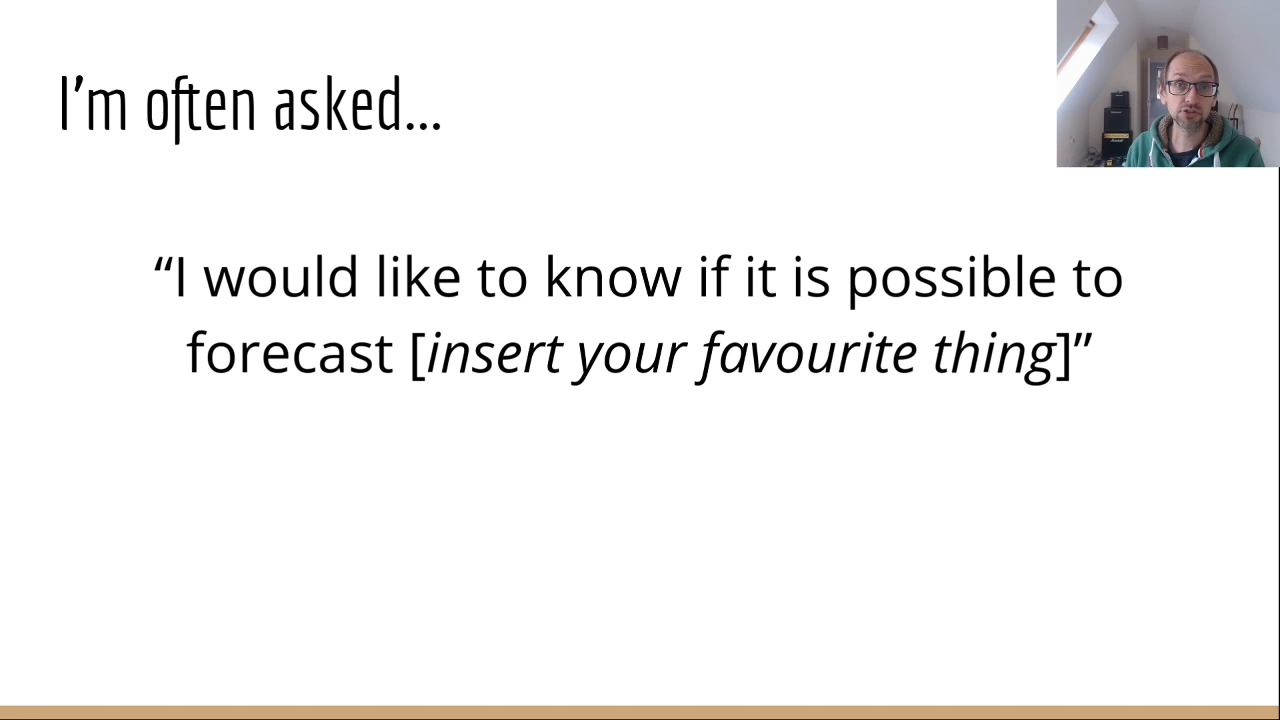 I’m often asked...
“I would like to know if it is possible to
forecast [insert your favourite thing]”